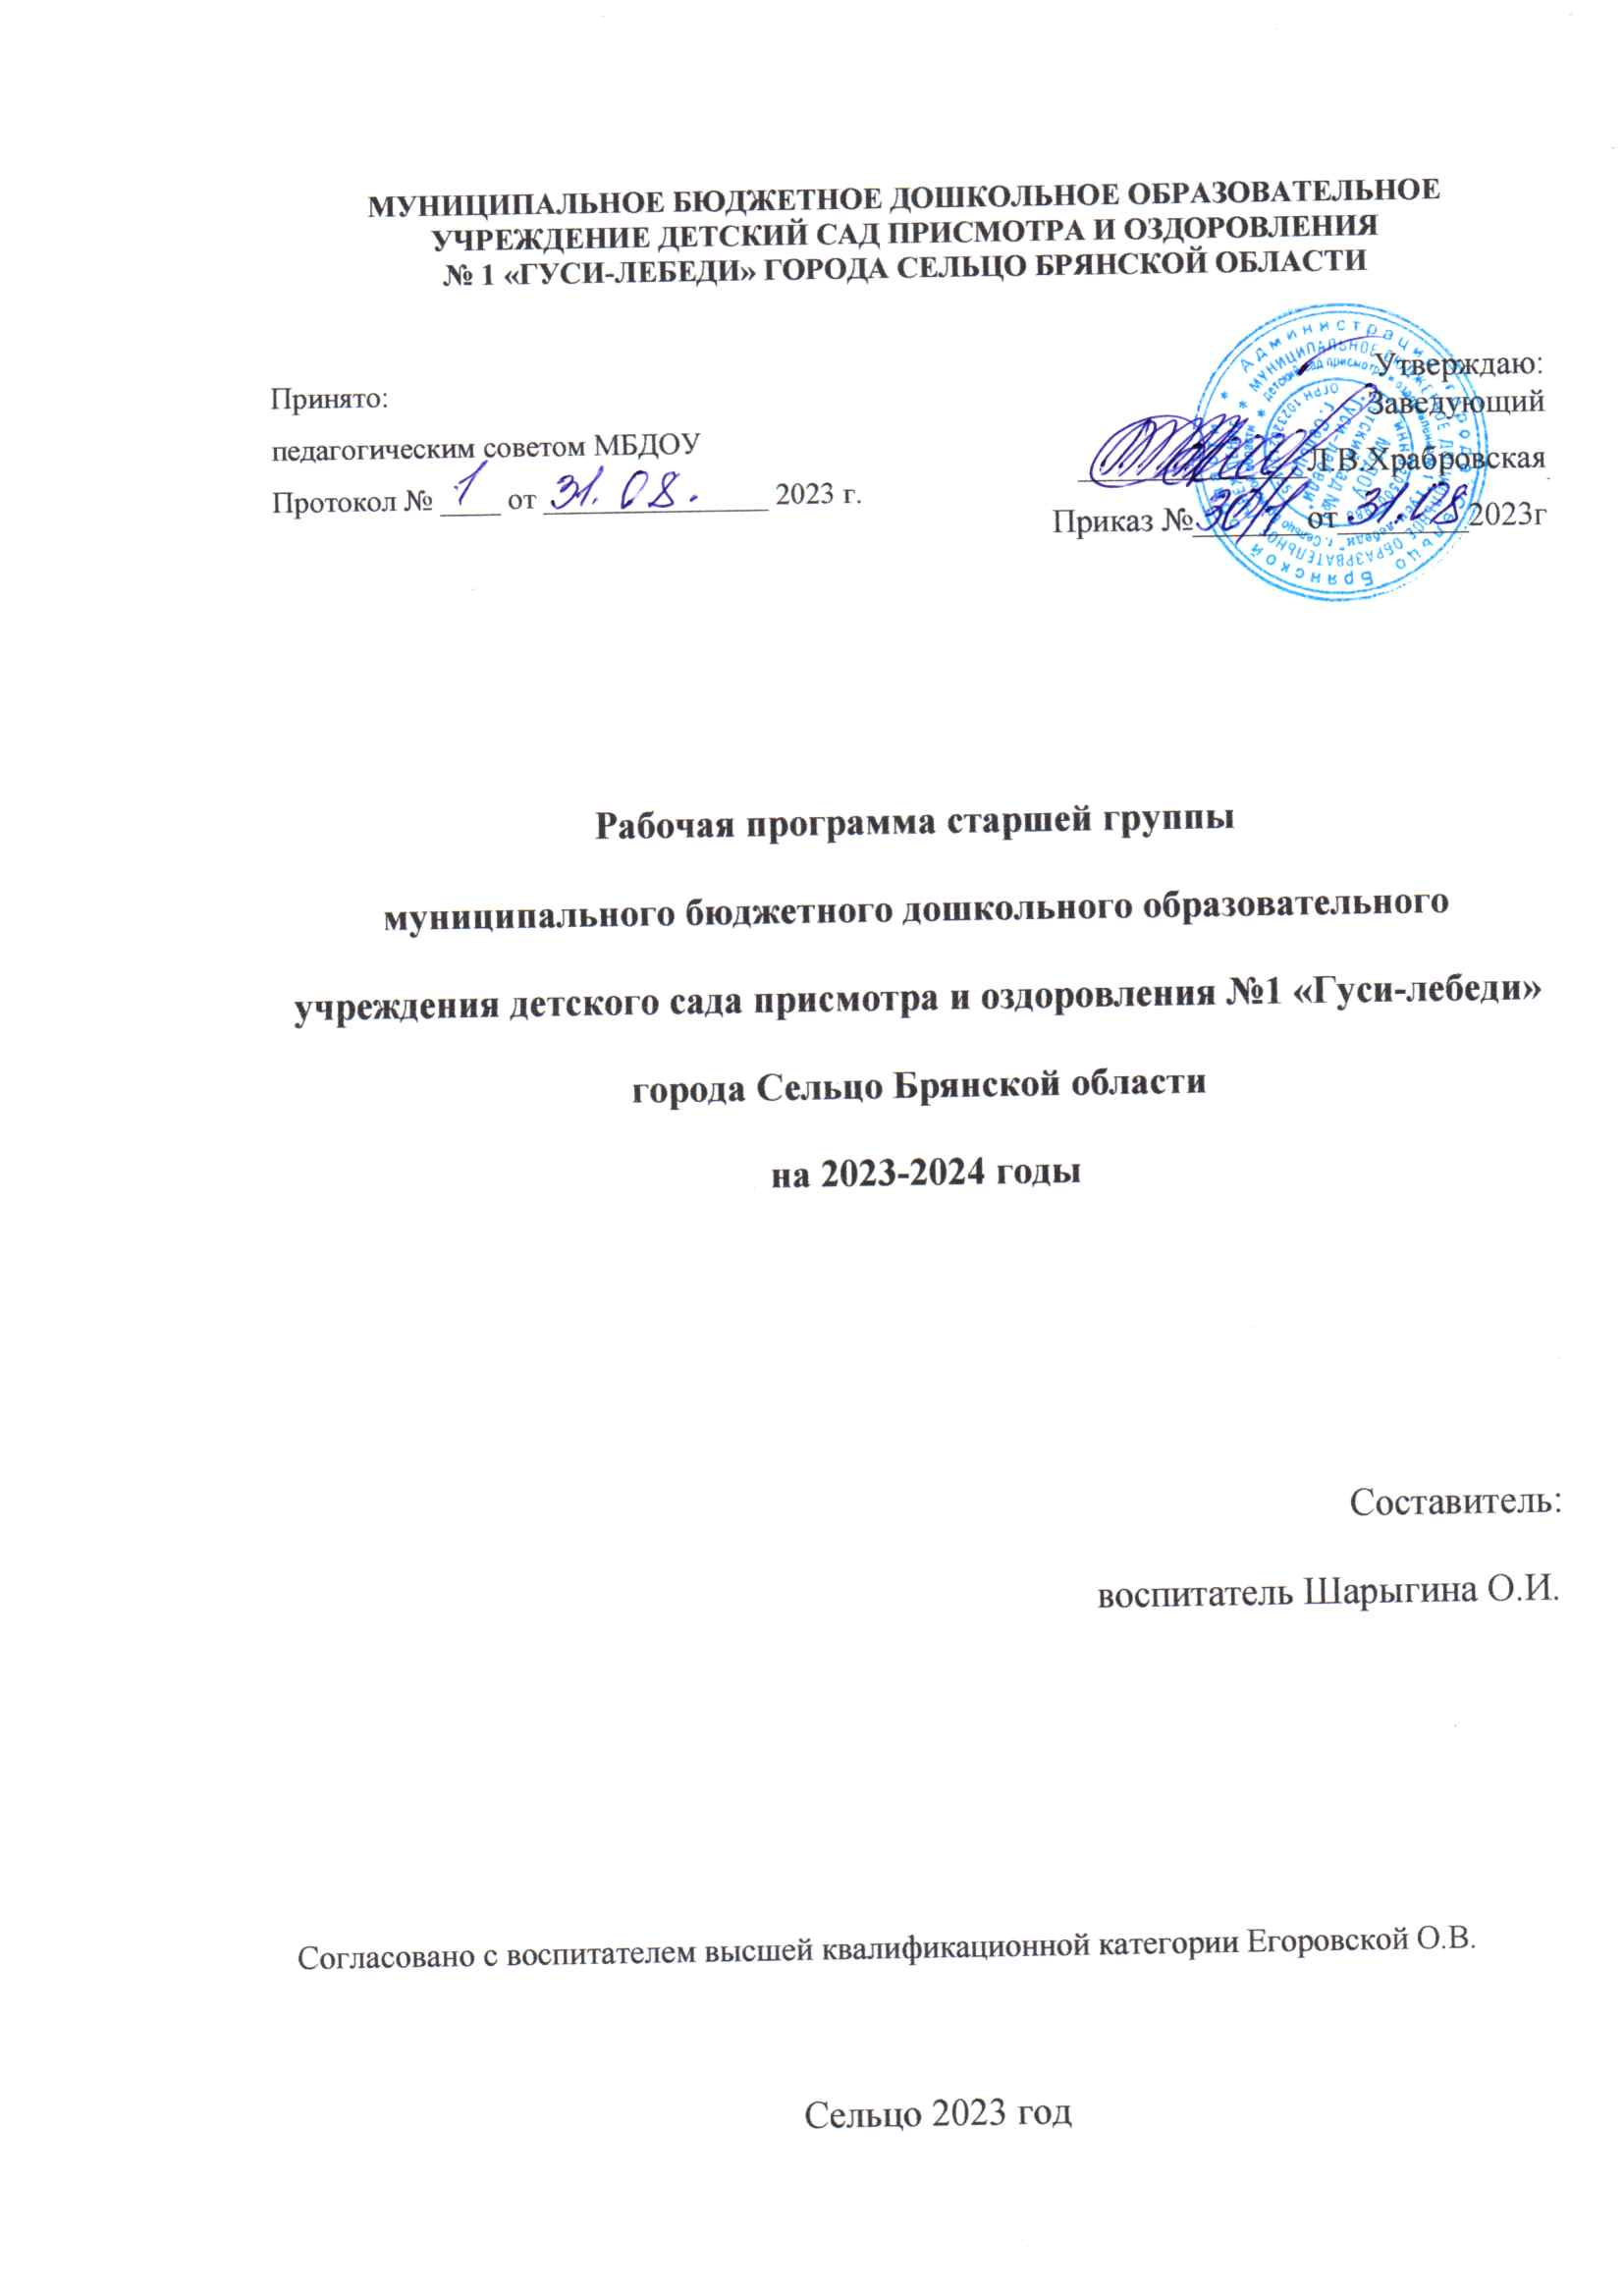 МУНИЦИПАЛЬНОЕ БЮДЖЕТНОЕ ДОШКОЛЬНОЕ ОБРАЗОВАТЕЛЬНОЕ
УЧРЕЖДЕНИЕ ДЕТСКИЙ САД ПРИСМОТРА И ОЗДОРОВЛЕНИЯ
№ 1 «ГУСИ-ЛЕБЕДИ» ГОРОДА СЕЛЬЦО БРЯНСКОЙ ОБЛАСТИ
Принято:
педагогическим советом МБДОУ
Протокол № 1 от 31.08. 2023 г.
Утверждаю:
Заведующий
Л.В.Храбровская
Приказ № 30/1 от 31.08 2023г
Рабочая программа старшей группы
муниципального бюджетного дошкольного образовательного
учреждения детского сада присмотра и оздоровления №1 «Гуси-лебеди»
города Сельцо Брянской области
на 2023-2024 годы
Составитель:
воспитатель Шарыгина О.И.
Согласовано с воспитателем высшей квалификационной категории Егоровской О.В.
Сельцо 2023 год